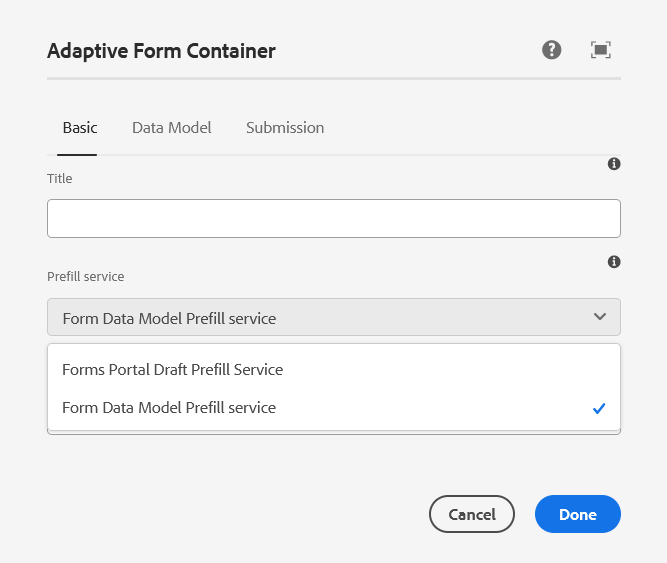 Adaptive Form Container
Basic Data Model Submission
Title
Prefill service
Form Data Model Prefill service
Forms Portal Draft Prefill Service
Form Data Model Prefill service
Cancel Done